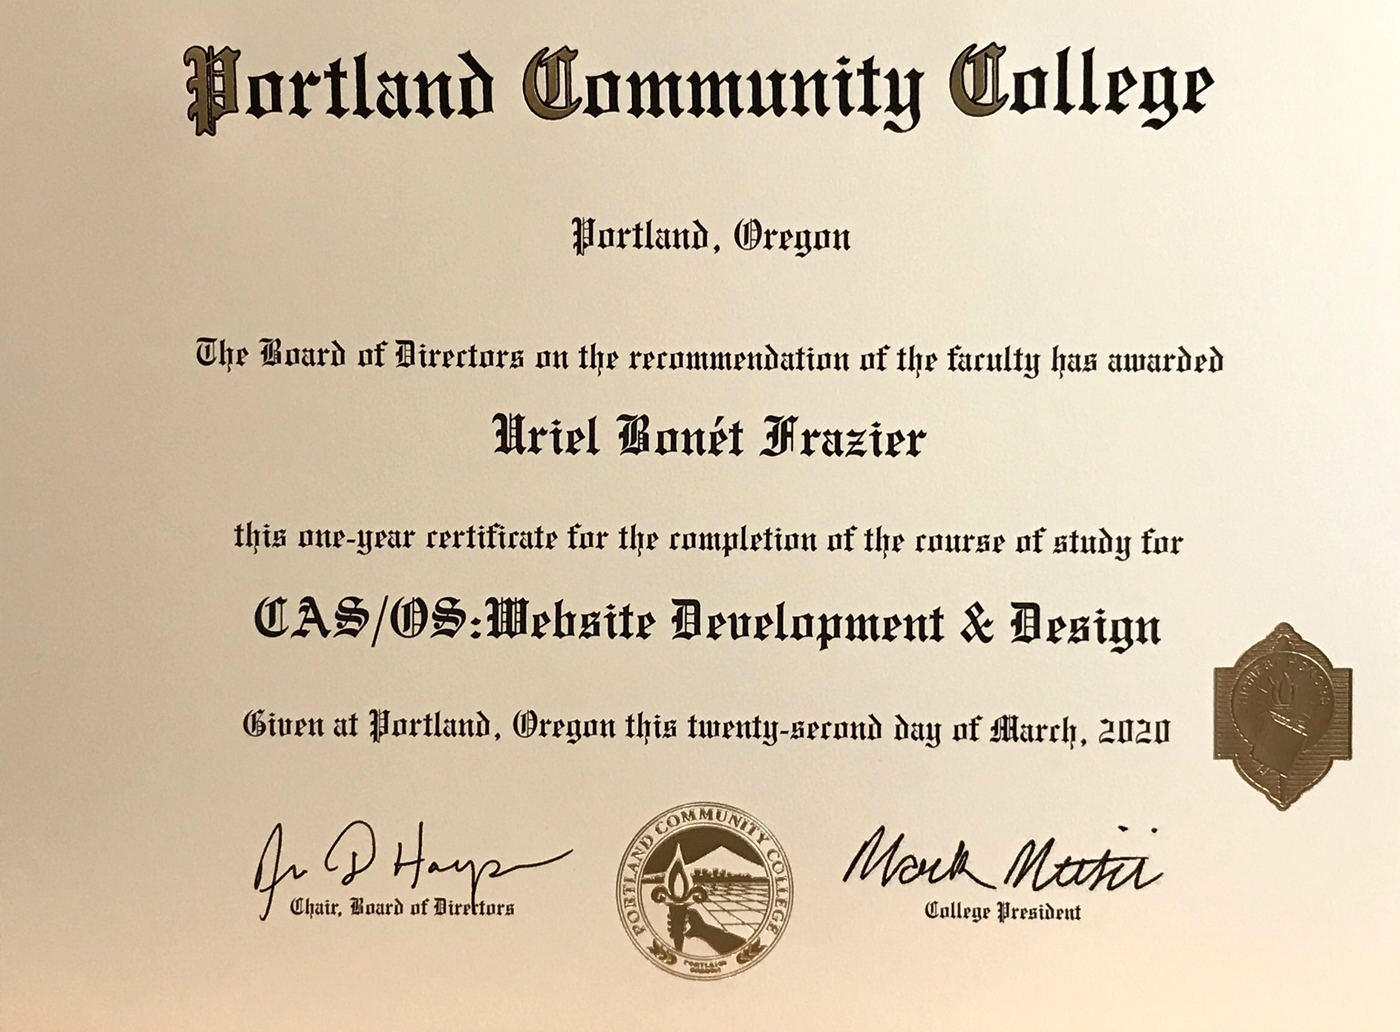 Portland Community College
Portland, Oregon
The Board of Directors on the recommendation of the faculty has awarded
Uriel Bonét Frazier
this one-year certificate for the completion of the course of study for
CAS/OS:Website Development & Design
Given at Portland, Oregon this twenty-second day of March, 2020
HIGHEST HONORS
Chair, Board of Directors
PORTLAND COMMUNITY COLLEGE
PORTLAND
OREGON
Mark
College President